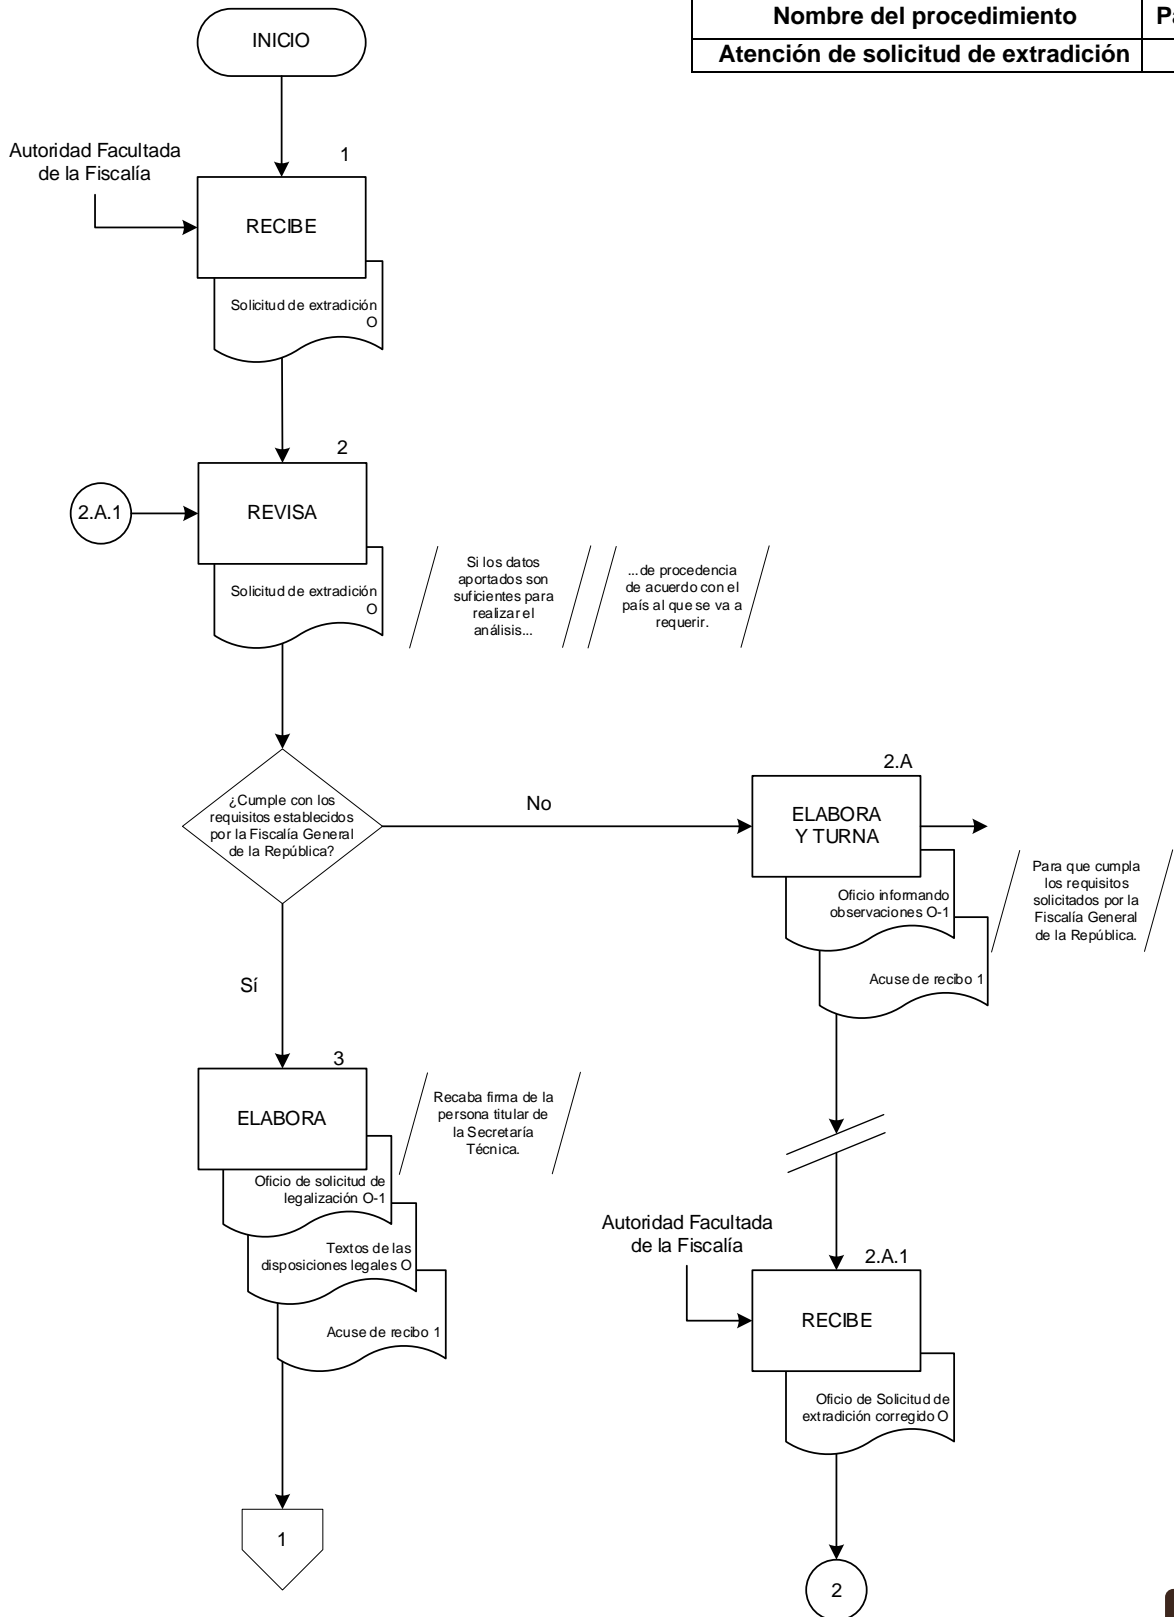 Nombre del procedimiento
Atención de solicitud de extradición
INICIO
Autoridad Facultada
de la Fiscalía
1
RECIBE
Solicitud de extradición
O
2
2.A.1
REVISA
Solicitud de extradición
O
Si los datos
aportados son
suficientes para
realizar el
análisis...
...de procedencia
de acuerdo con el
país al que se va a
requerir.
¿Cumple con los
requisitos establecidos
por la Fiscalía General
de la República?
No
2.A
ELABORA
Y TURNA
Oficio informando
observaciones O-1
Acuse de recibo 1
Para que cumpla
los requisitos
solicitados por la
Fiscalía General
de la República.
Sí
3
ELABORA
Oficio de solicitud de
legalización O-1
Textos de las
disposiciones legales O
Acuse de recibo 1
Recaba firma de la
persona titular de
la Secretaría
Técnica.
Autoridad Facultada
de la Fiscalía
2.A.1
RECIBE
Oficio de Solicitud de
extradición corregido O
1
2